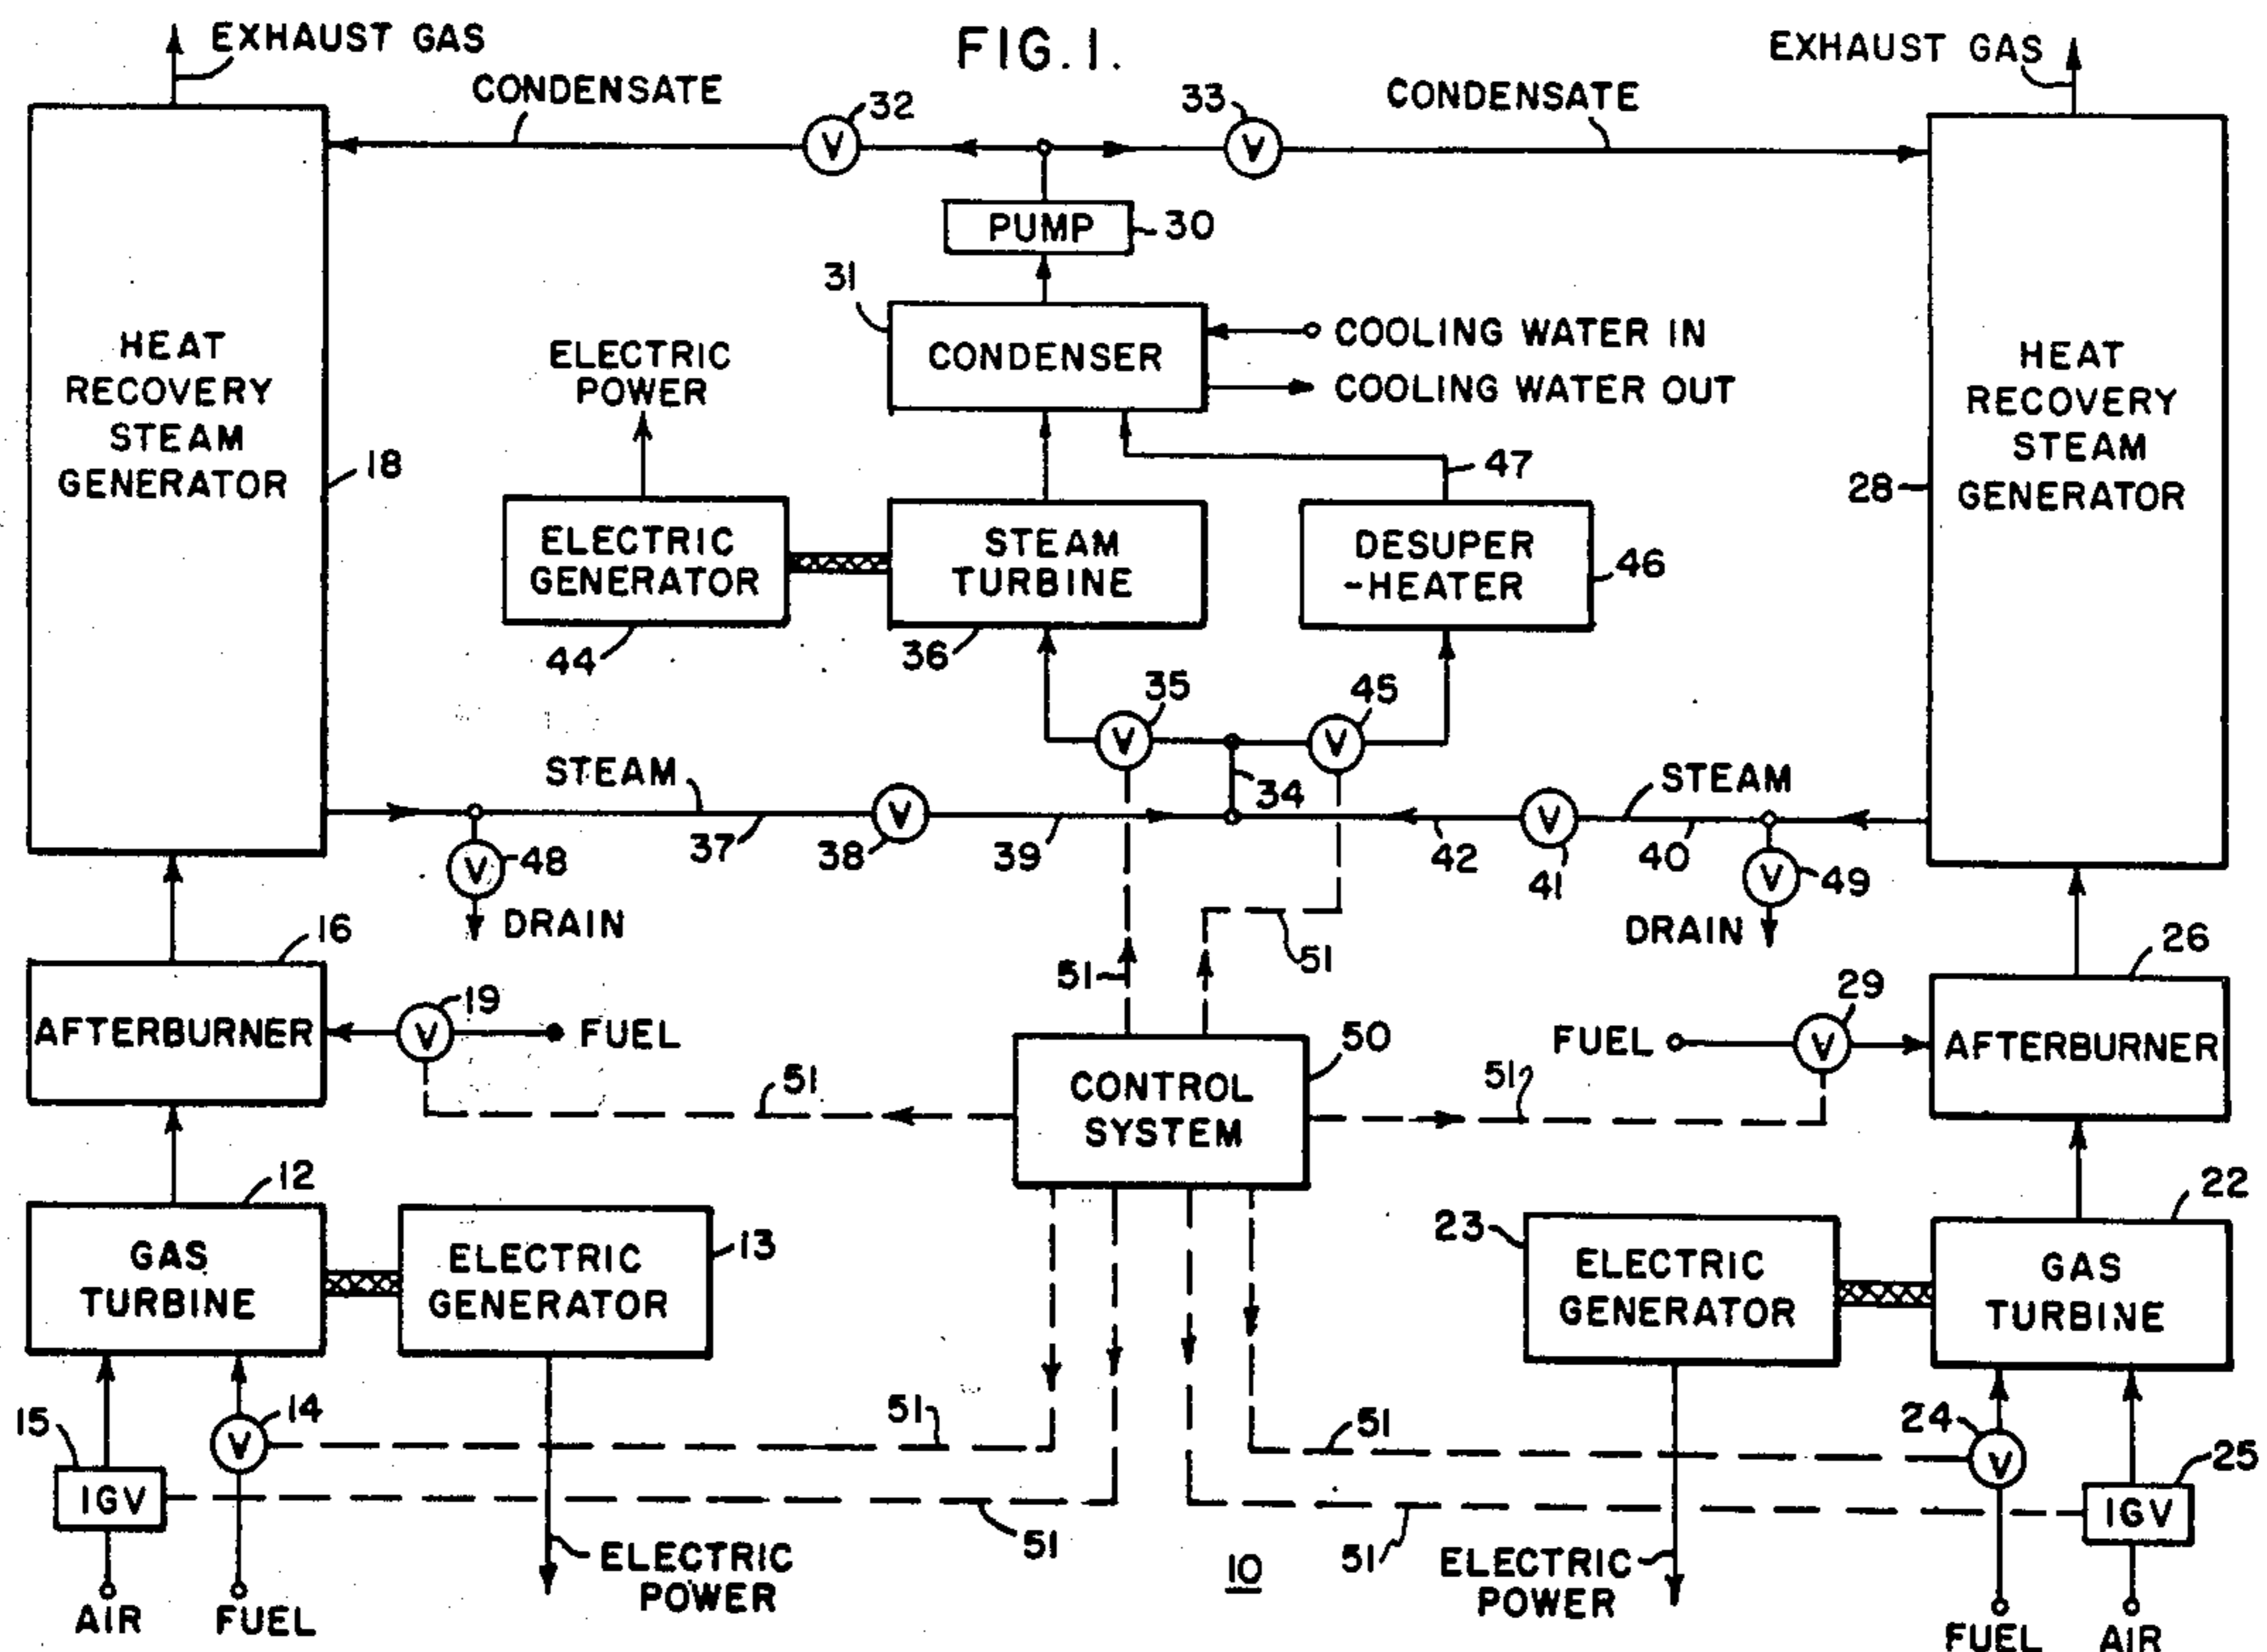 FIG. 1.
EXHAUST GAS
EXHAUST GAS
CONDENSATE
32
33
CONDENSATE
V
V
PUMP
30
31
CONDENSER
COOLING WATER IN
COOLING WATER OUT
HEAT
RECOVERY
STEAM
GENERATOR
18
ELECTRIC
POWER
47
28
HEAT
RECOVERY
STEAM
GENERATOR
ELECTRIC
GENERATOR
44
STEAM
TURBINE
36
DESUPER
-HEATER
46
35
45
V
V
34
STEAM
37
V
38
39
42
V
41
STEAM
40
V
48
DRAIN
V
49
DRAIN
51
51
16
AFTERBURNER
19
V
FUEL
51
50
CONTROL
SYSTEM
FUEL
29
V
51
26
AFTERBURNER
12
GAS
TURBINE
ELECTRIC
GENERATOR
13
23
ELECTRIC
GENERATOR
22
GAS
TURBINE
15
IGV
14
V
51
51
51
51
24
V
25
IGV
AIR
FUEL
ELECTRIC
POWER
10
ELECTRIC
POWER
FUEL
AIR